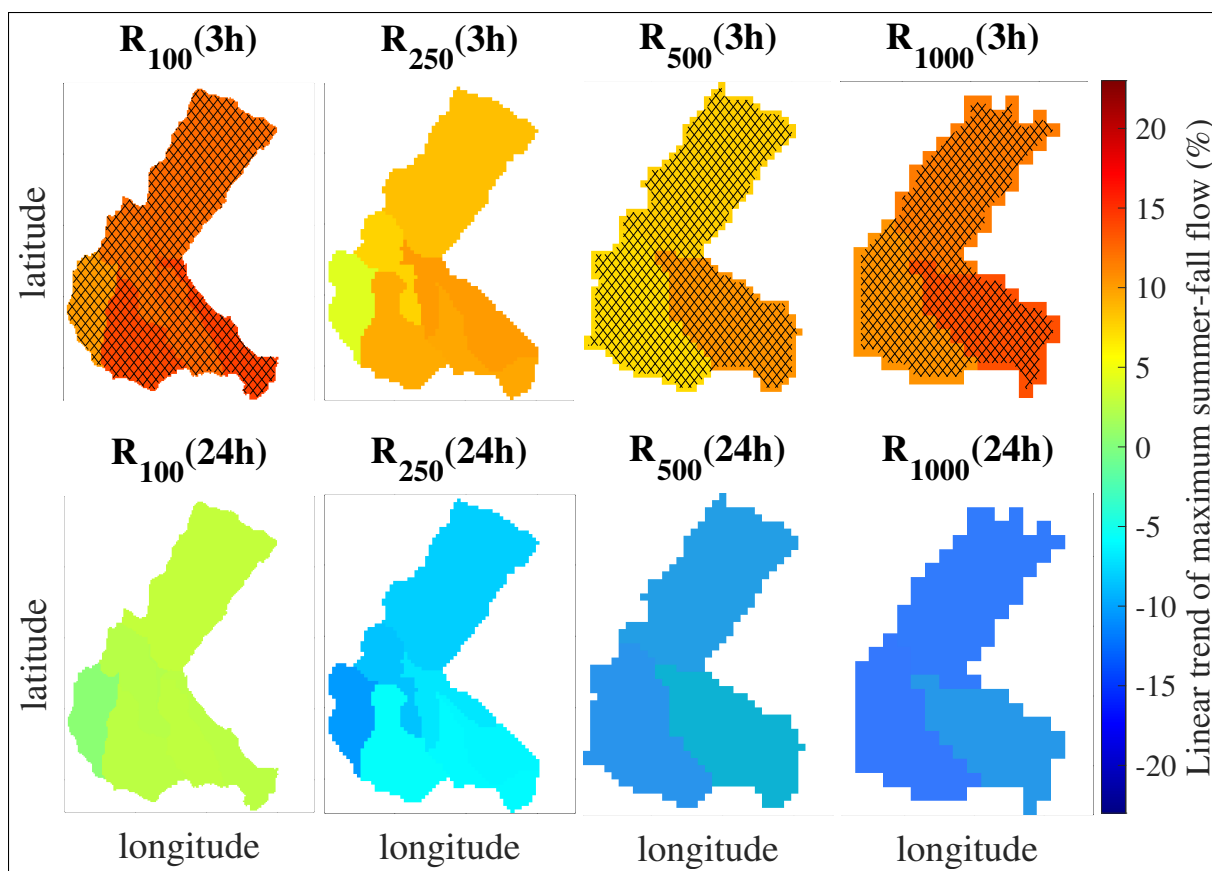 R100(3h) R250(3h) R500(3h) R1000(3h)
latitude
R100(24h) R250(24h) R500(24h) R1000(24h)
latitude
longitude longitude longitude longitude
20
15
10
5
0
-5
-10
-15
-20
Linear trend of maximum summer-fall flow (%)